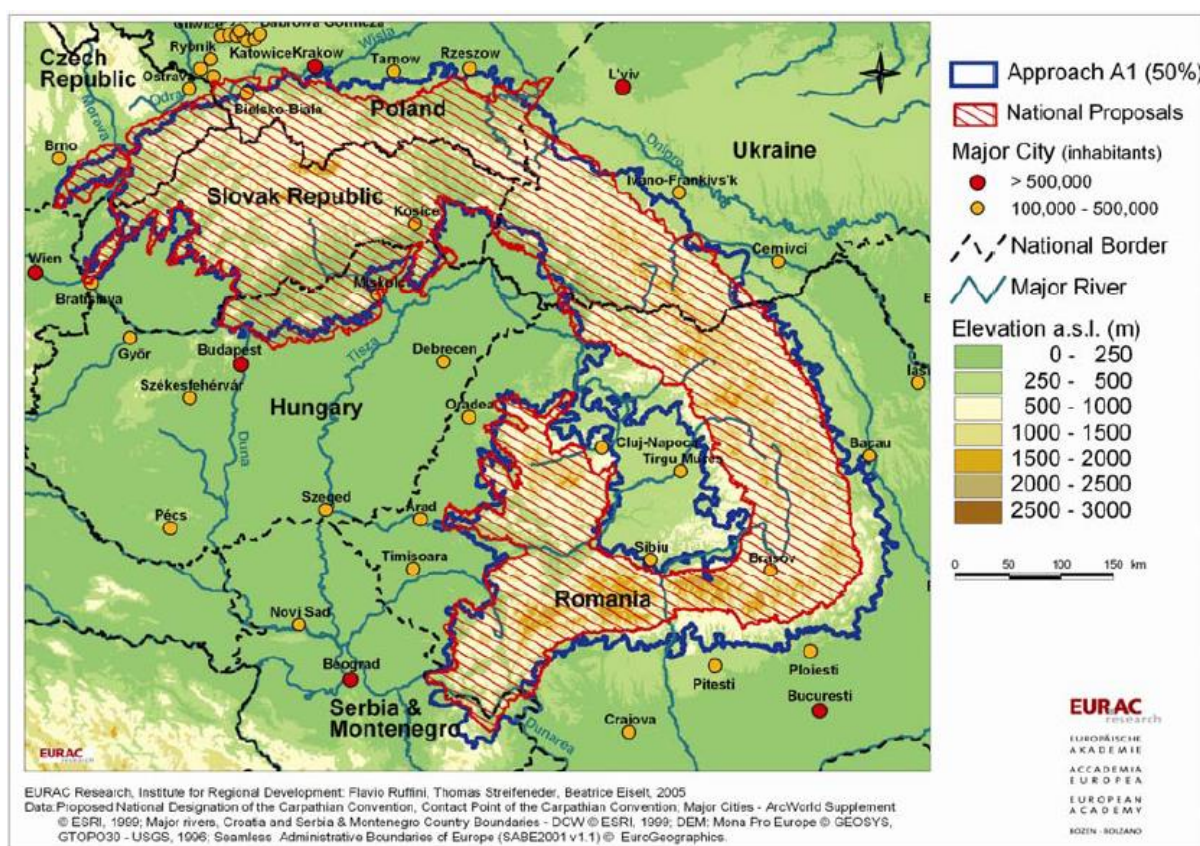 Gliwice
Dabrowa Gornicza
Czech
Republic
Rybnik
Katowice
Krakow
Wisla
Tarnow
Rzeszow
L'viv
Ostrava
Odra
Bielsko-Biala
Poland
Morava
Brno
Dnipro
Ukraine
Ivano-Frankivs'k
Slovak Republic
Kosice
Cernivci
Wien
Bratislava
Miskolc
Györ
Budapest
Tisza
Debrecen
Székesfehérvár
Oradea
Hungary
Duna
Cluj-Napoca
Tirgu Mures
Bacau
Iasi
Pécs
Szeged
Arad
Timisoara
Sibiu
Brasov
Romania
Novi Sad
Beograd
Serbia &
Montenegro
Dunarea
Crajova
Pitesti
Ploiesti
Bucuresti
EURAC
research
Approach A1 (50%)
National Proposals
Major City (inhabitants)
> 500,000
100,000 - 500,000
National Border
Major River
Elevation a.s.l. (m)
0 - 250
250 - 500
500 - 1000
1000 - 1500
1500 - 2000
2000 - 2500
2500 - 3000
0 50 100 150 km
EURAC
research
EUROPÄISCHE
AKADEMIE
ACCADEMIA
EUROPEA
EUROPEAN
ACADEMY
BOZEN - BOLZANO
EURAC Research, Institute for Regional Development: Flavio Ruffini, Thomas Streifeneder, Beatrice Eiselt, 2005
Data:Proposed National Designation of the Carpathian Convention, Contact Point of the Carpathian Convention; Major Cities - ArcWorld Supplement
© ESRI, 1999; Major rivers, Croatia and Serbia & Montenegro Country Boundaries - DCW © ESRI, 1999; DEM: Mona Pro Europe © GEOSYS,
GTOPO30 - USGS, 1996; Seamless Administrative Boundaries of Europe (SABE2001 v1.1) © EuroGeographics.